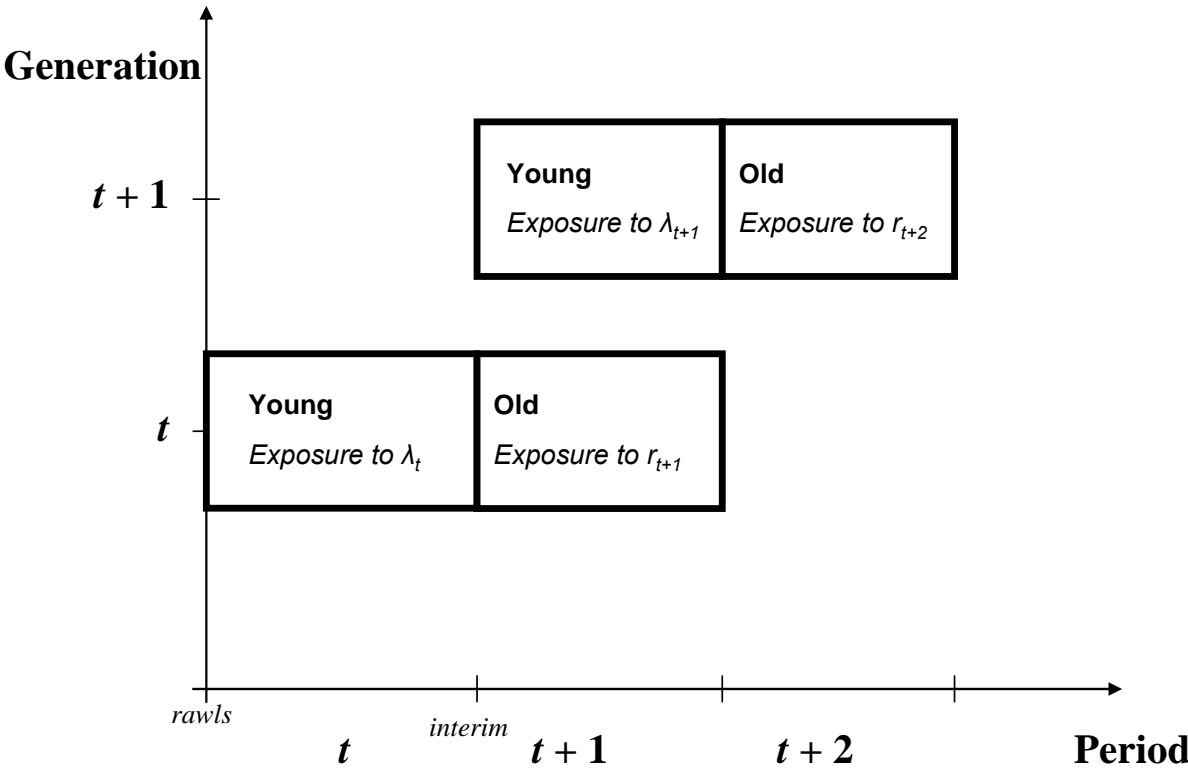 Generation
t + 1
Young
Old
Exposure to λt+1
Exposure to rt+2
t
Young
Old
Exposure to λt
Exposure to rt+1
rawls
interim
t
t + 1
t + 2
Period